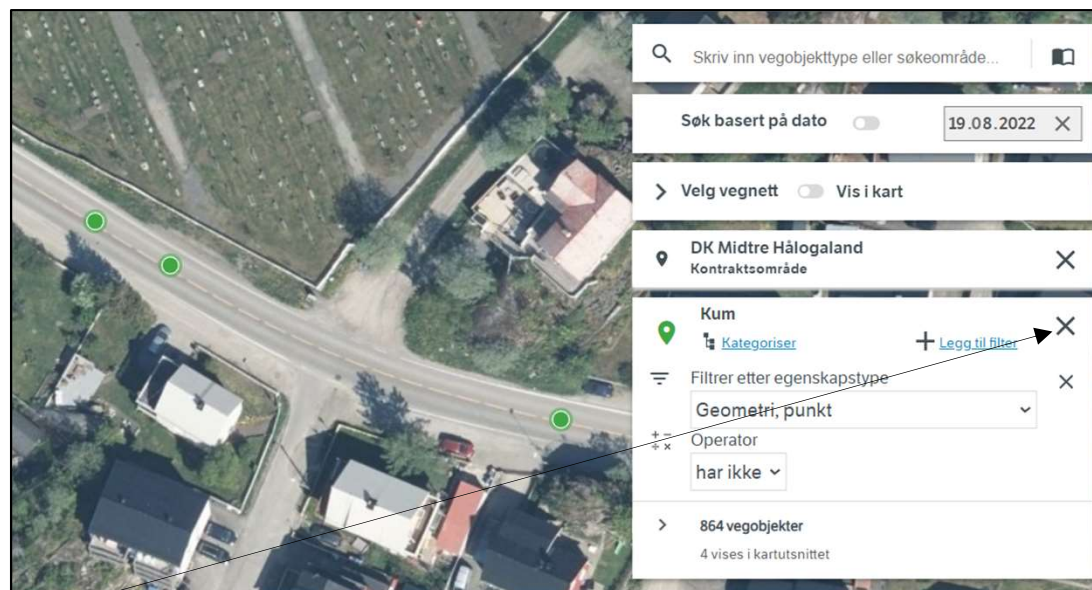 Skriv inn vegobjekttype eller søkeområde...
Søk basert på dato 19.08.2022
Velg vegnett Vis i kart
DK Midtre Hålogaland
Kontraktsområde
Kum
Kategoriser Legg til filter
Filtrer etter egenskapstype
Geometri, punkt
Operator
har ikke
864 vegobjekter
4 vises i kartutsnittet